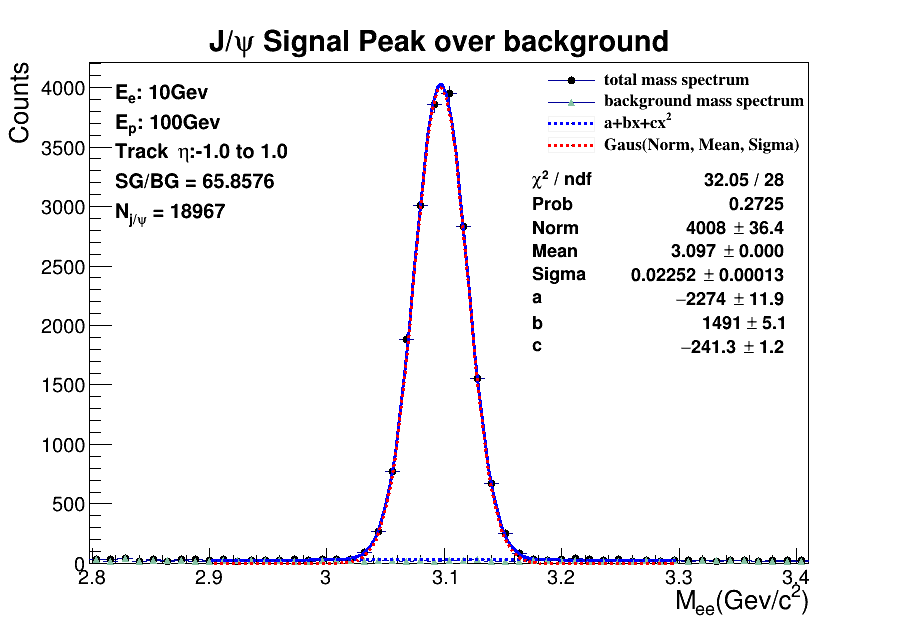 J/ψ Signal Peak over background
Counts
4000
3500
3000
2500
2000
1500
1000
500
0
E_e: 10Gev
E_p: 100Gev
Track η:-1.0 to 1.0
SG/BG = 65.8576
N_j/ψ = 18967
total mass spectrum
background mass spectrum
a+bx+cx²
Gaus(Norm, Mean, Sigma)
χ² / ndf 32.05 / 28
Prob 0.2725
Norm 4008 ± 36.4
Mean 3.097 ± 0.000
Sigma 0.02252 ± 0.00013
a −2274 ± 11.9
b 1491 ± 5.1
c −241.3 ± 1.2
2.8 2.9 3 3.1 3.2 3.3 3.4
M_ee(Gev/c²)